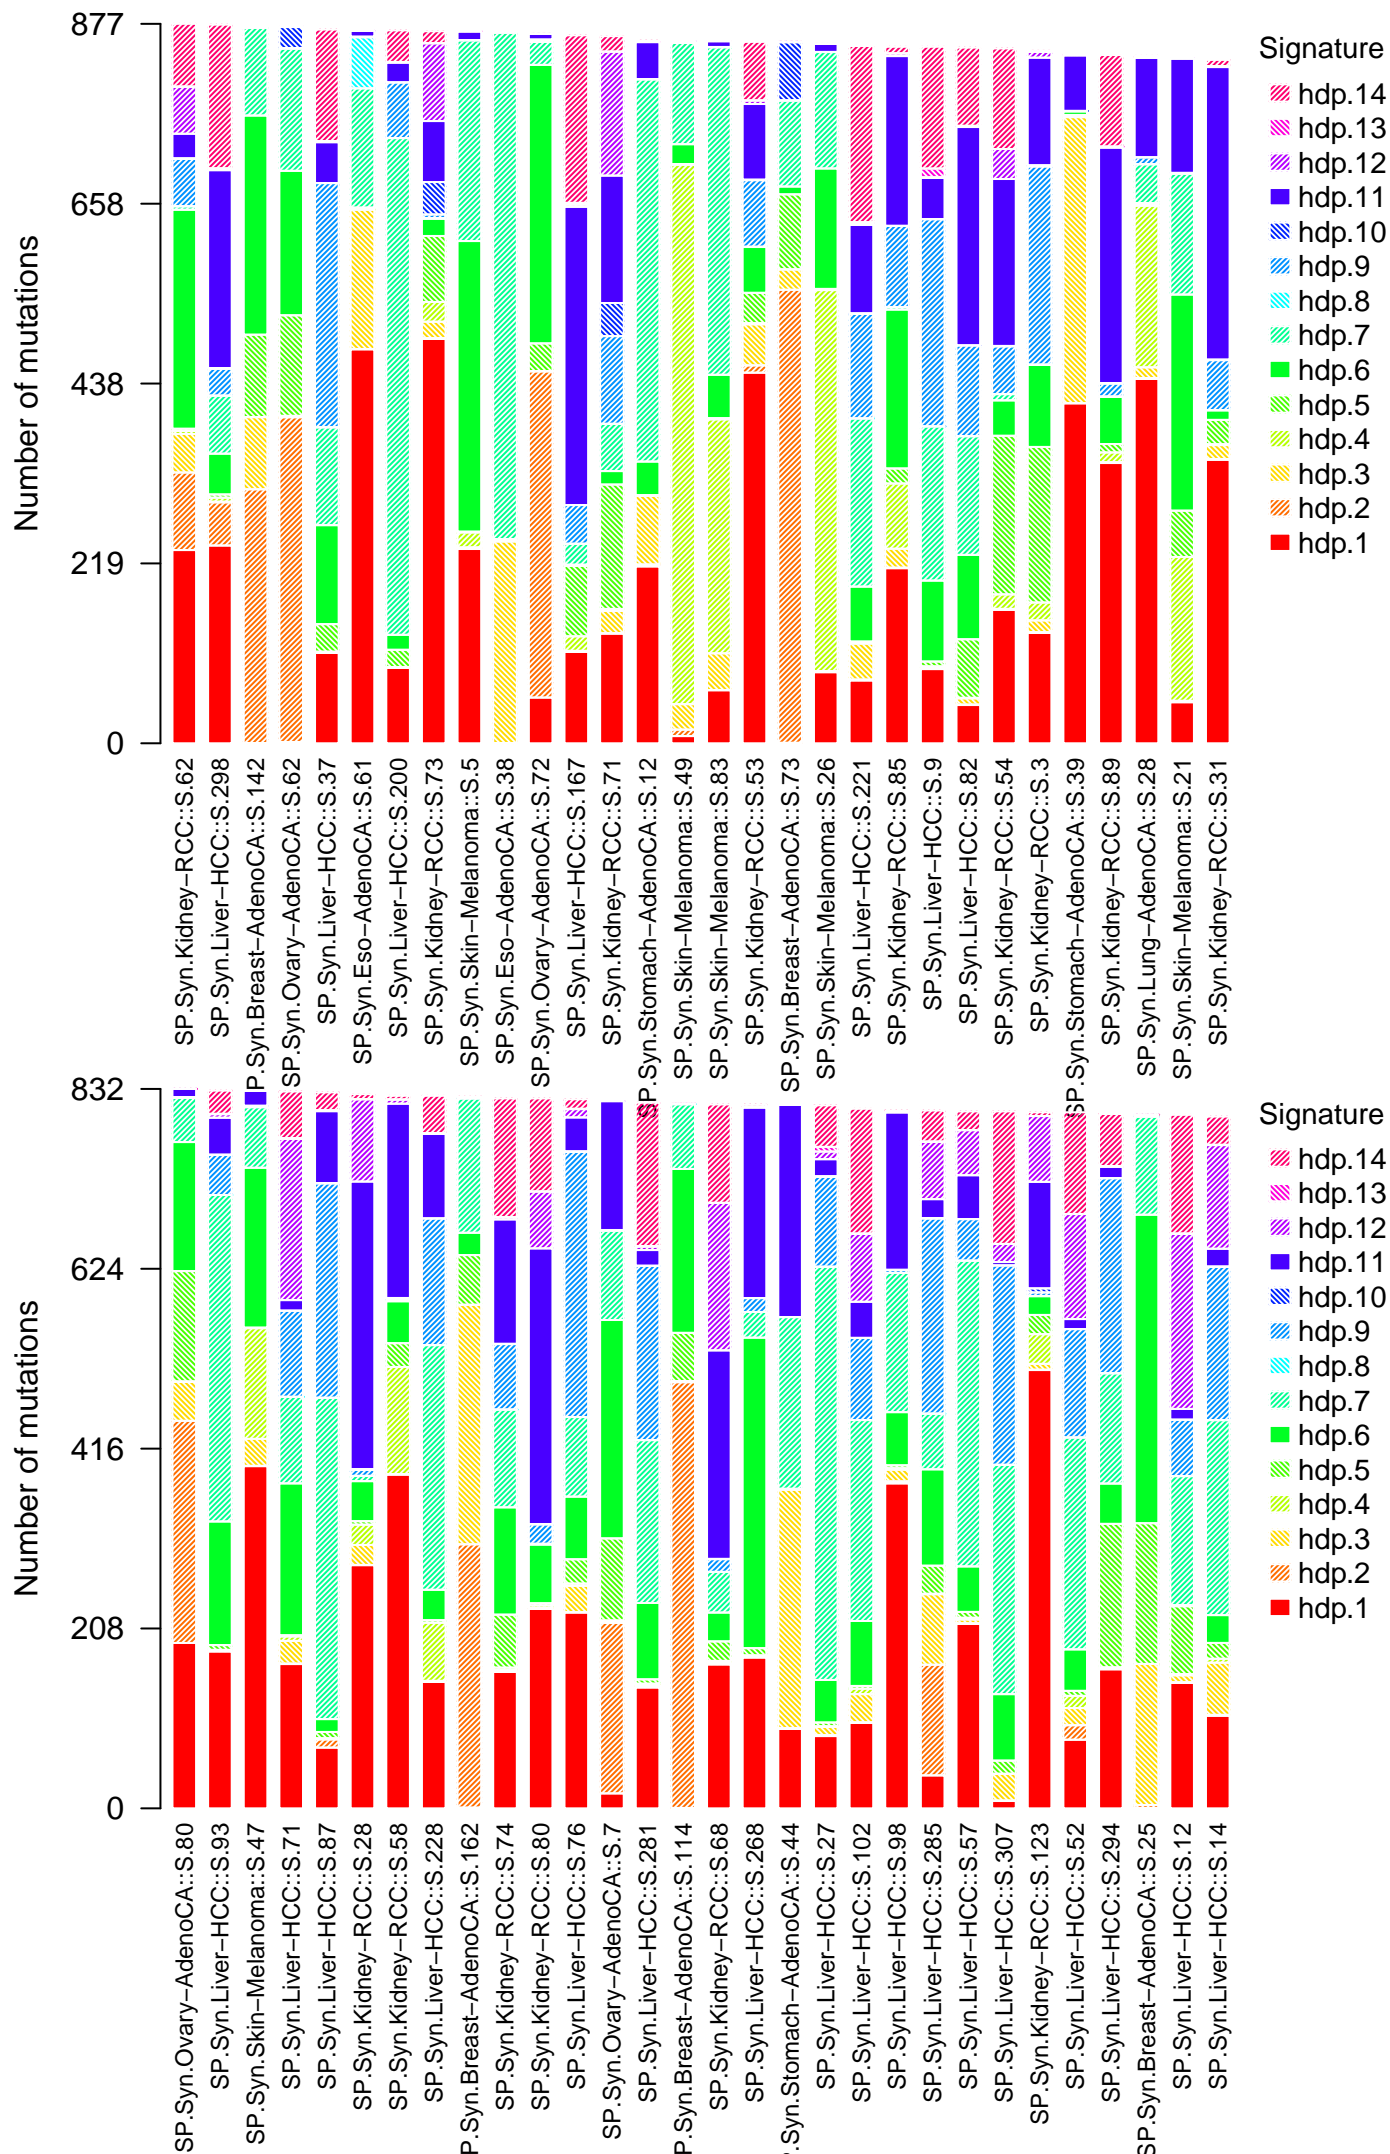 Number of mutations
877
658
438
219
0
Signature
hdp.14
hdp.13
hdp.12
hdp.11
hdp.10
hdp.9
hdp.8
hdp.7
hdp.6
hdp.5
hdp.4
hdp.3
hdp.2
hdp.1
SP.Syn.Kidney−RCC::S.62
SP.Syn.Liver−HCC::S.298
P.Syn.Breast−AdenoCA::S.142
SP.Syn.Ovary−AdenoCA::S.62
SP.Syn.Liver−HCC::S.37
SP.Syn.Eso−AdenoCA::S.61
SP.Syn.Liver−HCC::S.200
SP.Syn.Kidney−RCC::S.73
SP.Syn.Skin−Melanoma::S.5
SP.Syn.Eso−AdenoCA::S.38
SP.Syn.Ovary−AdenoCA::S.72
SP.Syn.Liver−HCC::S.167
SP.Syn.Kidney−RCC::S.71
SP.Syn.Stomach−AdenoCA::S.12
SP.Syn.Skin−Melanoma::S.49
SP.Syn.Skin−Melanoma::S.83
SP.Syn.Kidney−RCC::S.53
SP.Syn.Breast−AdenoCA::S.73
SP.Syn.Skin−Melanoma::S.26
SP.Syn.Liver−HCC::S.221
SP.Syn.Kidney−RCC::S.85
SP.Syn.Liver−HCC::S.9
SP.Syn.Liver−HCC::S.82
SP.Syn.Kidney−RCC::S.54
SP.Syn.Kidney−RCC::S.3
SP.Syn.Stomach−AdenoCA::S.39
SP.Syn.Kidney−RCC::S.89
SP.Syn.Lung−AdenoCA::S.28
SP.Syn.Skin−Melanoma::S.21
SP.Syn.Kidney−RCC::S.31
Number of mutations
832
624
416
208
0
Signature
hdp.14
hdp.13
hdp.12
hdp.11
hdp.10
hdp.9
hdp.8
hdp.7
hdp.6
hdp.5
hdp.4
hdp.3
hdp.2
hdp.1
SP.Syn.Ovary−AdenoCA::S.80
SP.Syn.Liver−HCC::S.93
SP.Syn.Skin−Melanoma::S.47
SP.Syn.Liver−HCC::S.71
SP.Syn.Liver−HCC::S.87
SP.Syn.Kidney−RCC::S.28
SP.Syn.Kidney−RCC::S.58
SP.Syn.Liver−HCC::S.228
P.Syn.Breast−AdenoCA::S.162
SP.Syn.Kidney−RCC::S.74
SP.Syn.Kidney−RCC::S.80
SP.Syn.Liver−HCC::S.76
SP.Syn.Ovary−AdenoCA::S.7
SP.Syn.Liver−HCC::S.281
P.Syn.Breast−AdenoCA::S.114
SP.Syn.Kidney−RCC::S.68
SP.Syn.Liver−HCC::S.268
.Syn.Stomach−AdenoCA::S.44
SP.Syn.Liver−HCC::S.27
SP.Syn.Liver−HCC::S.102
SP.Syn.Liver−HCC::S.98
SP.Syn.Liver−HCC::S.285
SP.Syn.Liver−HCC::S.57
SP.Syn.Liver−HCC::S.307
SP.Syn.Kidney−RCC::S.123
SP.Syn.Liver−HCC::S.52
SP.Syn.Liver−HCC::S.294
SP.Syn.Breast−AdenoCA::S.25
SP.Syn.Liver−HCC::S.12
SP.Syn.Liver−HCC::S.14